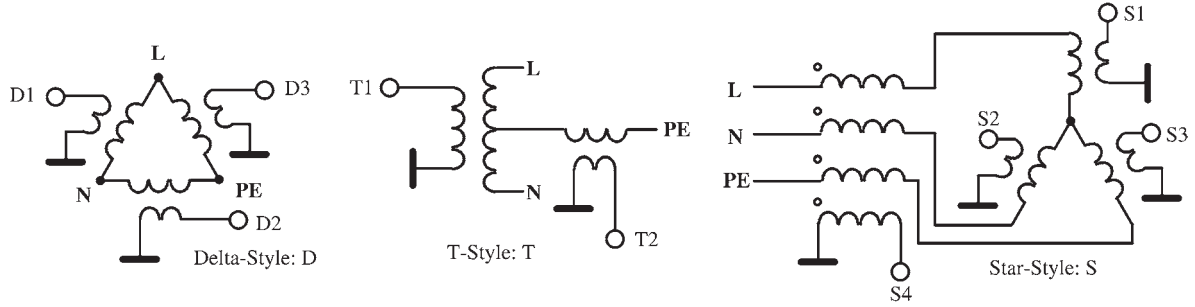 L
D1
D3
N
PE
D2
Delta-Style: D
T1
L
PE
N
T2
T-Style: T
S1
L
S2
N
S3
PE
S4
Star-Style: S